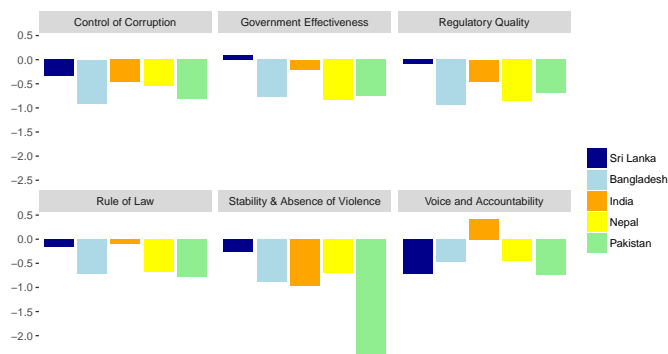 Control of Corruption Government Effectiveness Regulatory Quality
0.5
0.0
−0.5
−1.0
−1.5
−2.0
−2.5
Rule of Law Stability & Absence of Violence Voice and Accountability
0.5
0.0
−0.5
−1.0
−1.5
−2.0
Sri Lanka
Bangladesh
India
Nepal
Pakistan